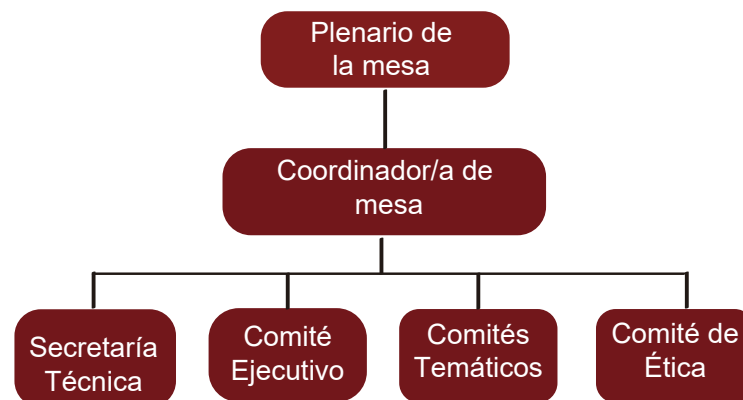 Plenario de
la mesa
Coordinador/a de
mesa
Secretaría
Técnica
Comité
Ejecutivo
Comités
Temáticos
Comité de
Ética